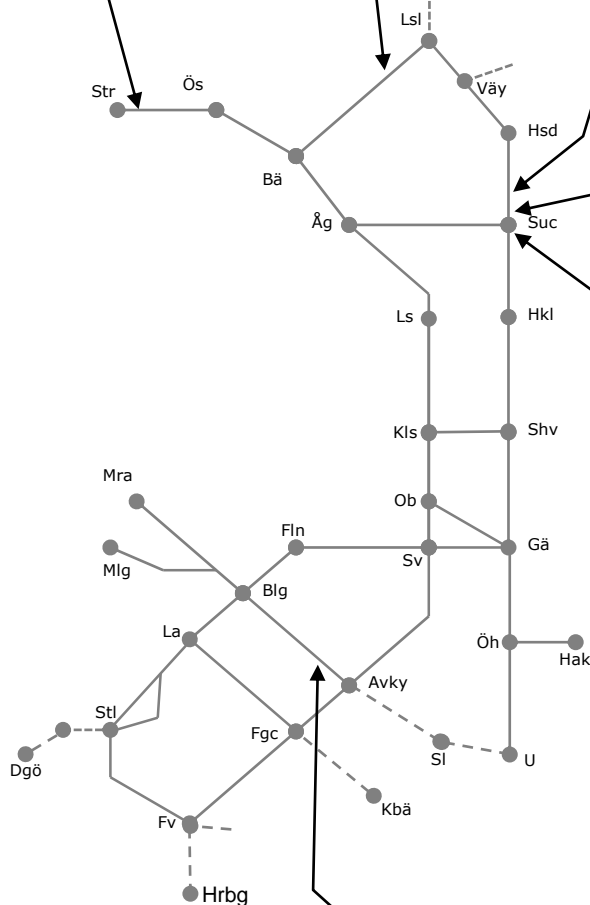 Lsl
Väy
Ös
Str
Hsd
Bä
Åg
Suc
Ls
Hkl
Kls
Shv
Mra
Ob
Fln
Mlg
Sv
Gä
Blg
La
Öh
Hak
Avky
Stl
Fgc
Sl
U
Dgö
Kbä
Fv
Hrbg